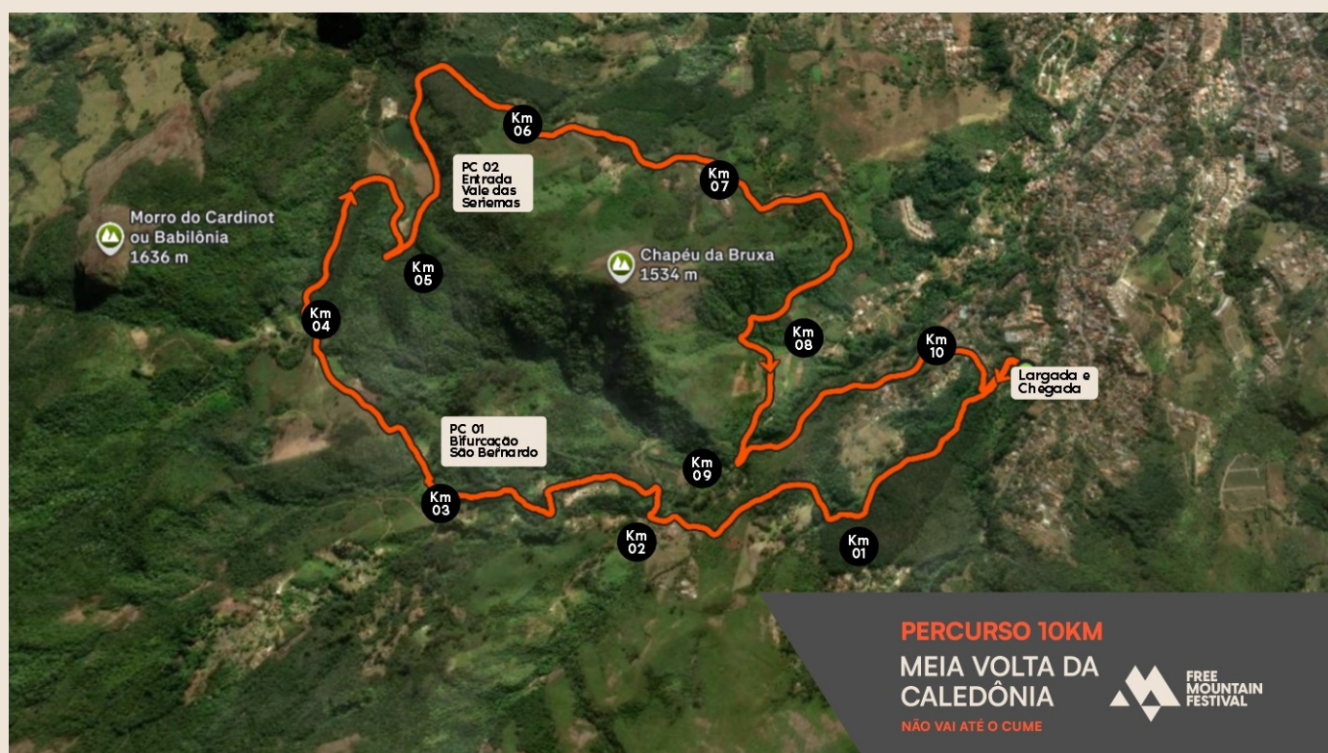 Km
06
Km
07
PC 02
Entrada
Vale das
Seriemas
Morro do Cardinot
ou Babilônia
1636 m
Chapéu da Bruxa
1534 m
Km
05
Km
04
Km
08
Km
10
Largada e
Chegada
PC 01
Bifurcação
São Bernardo
Km
09
Km
03
Km
02
Km
01
PERCURSO 10KM
MEIA VOLTA DA
CALEDÔNIA
NÃO VAI ATÉ O CUME
FREE
MOUNTAIN
FESTIVAL